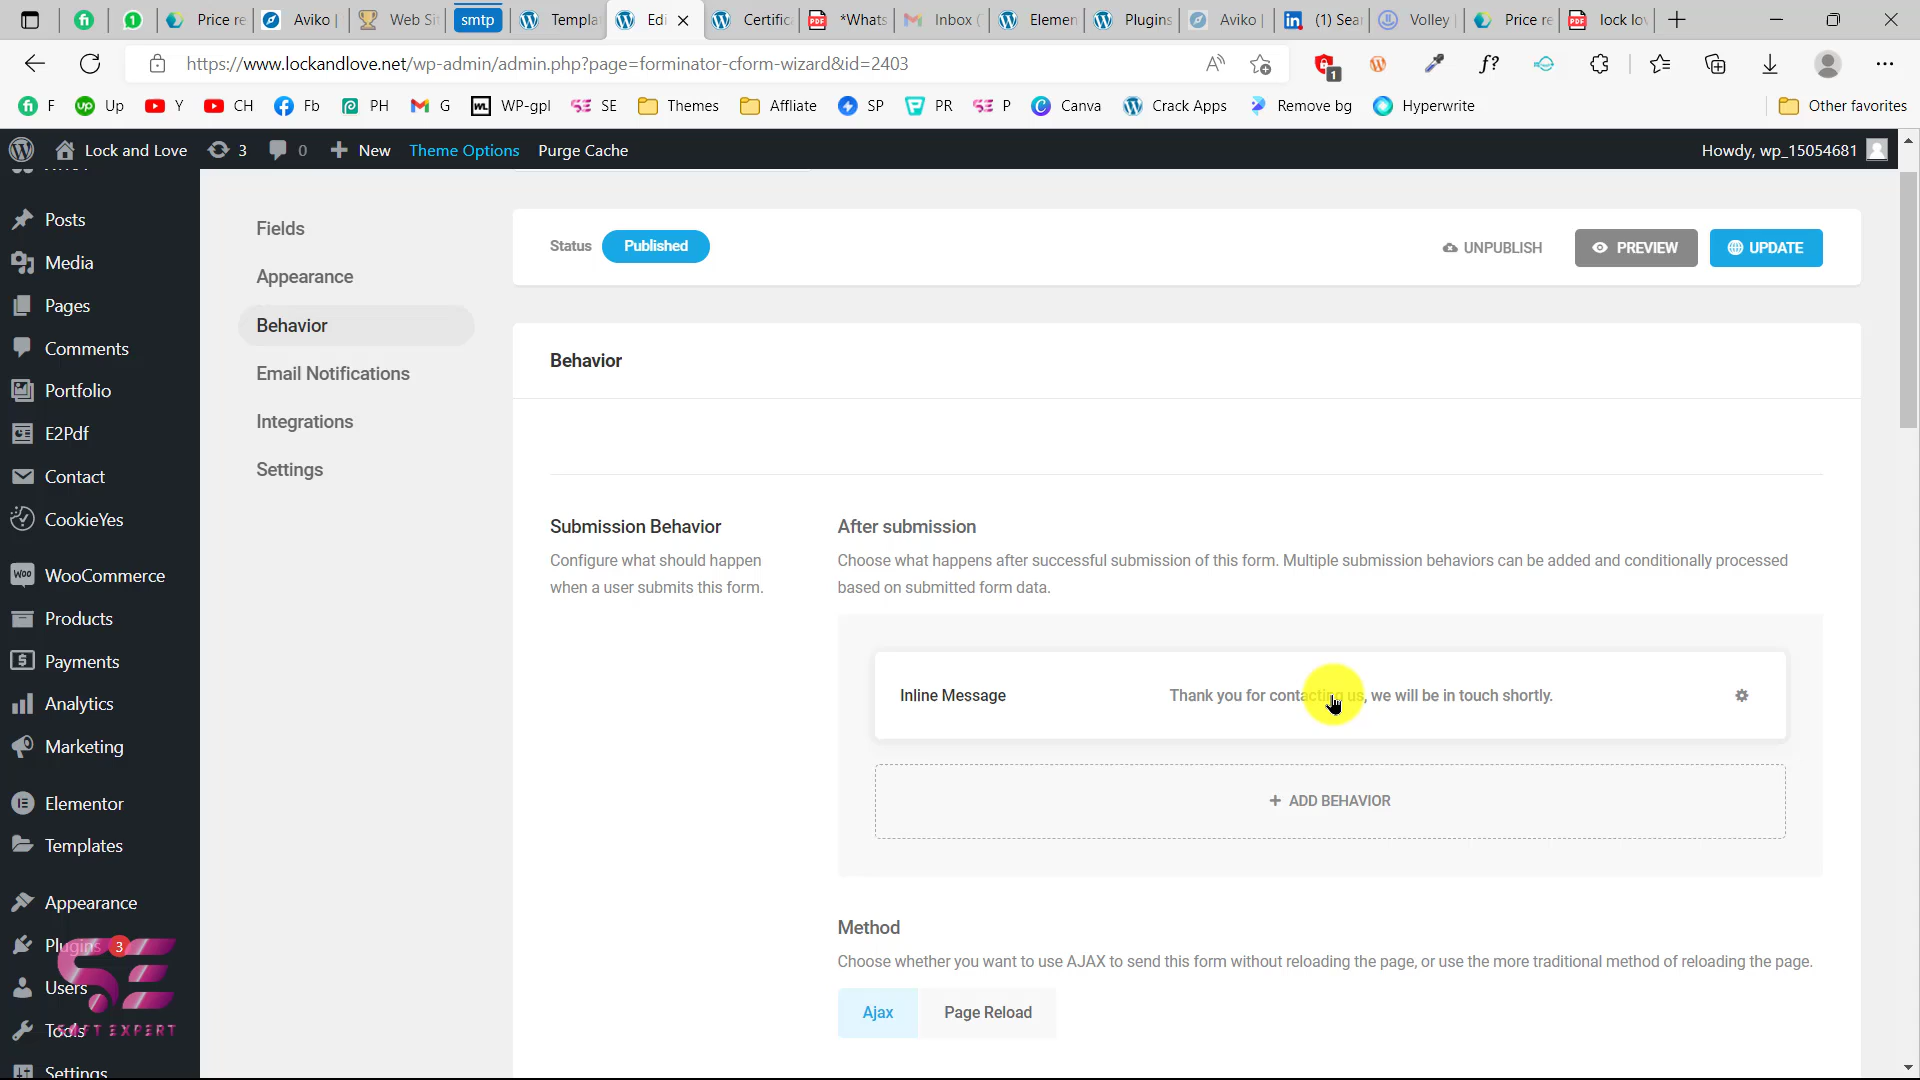 Price re
Aviko
Web Si
smtp
Templa
Edi
Certific
*Whats
Inbox (
Elemen
Plugins
Aviko
(1) Sea
Volley
Price re
lock lo
https://www.lockandlove.net/wp-admin/admin.php?page=forminator-cform-wizard&id=2403
F
Up
Y
CH
Fb
PH
G
WP-gpl
SE
Themes
Affliate
SP
PR
P
Canva
Crack Apps
Remove bg
Hyperwrite
Other favorites
Lock and Love
3
0
New
Theme Options
Purge Cache
Howdy, wp_15054681
Posts
Media
Pages
Comments
Portfolio
E2Pdf
Contact
CookieYes
WooCommerce
Products
Payments
Analytics
Marketing
Elementor
Templates
Appearance
Plugins 3
Users
Tools
Settings
Fields
Appearance
Behavior
Email Notifications
Integrations
Settings
Status
Published
UNPUBLISH
PREVIEW
UPDATE
Behavior
Submission Behavior
Configure what should happen
when a user submits this form.
After submission
Choose what happens after successful submission of this form. Multiple submission behaviors can be added and conditionally processed
based on submitted form data.
Inline Message
Thank you for contacting us, we will be in touch shortly.
+ ADD BEHAVIOR
Method
Choose whether you want to use AJAX to send this form without reloading the page, or use the more traditional method of reloading the page.
Ajax
Page Reload